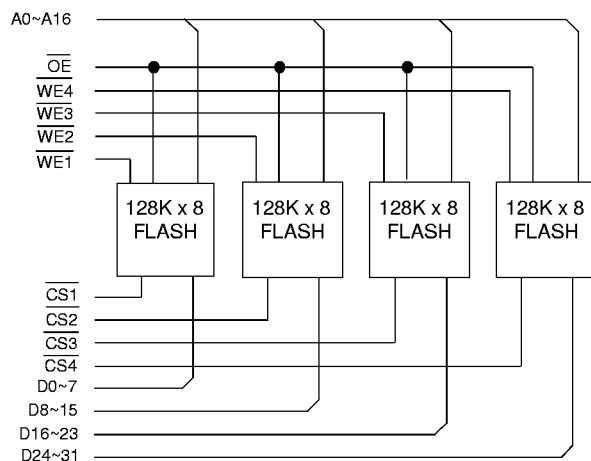 A0~A16
OE
WE4
WE3
WE2
WE1
128K x 8
FLASH
128K x 8
FLASH
128K x 8
FLASH
128K x 8
FLASH
CS1
CS2
CS3
CS4
D0~7
D8~15
D16~23
D24~31